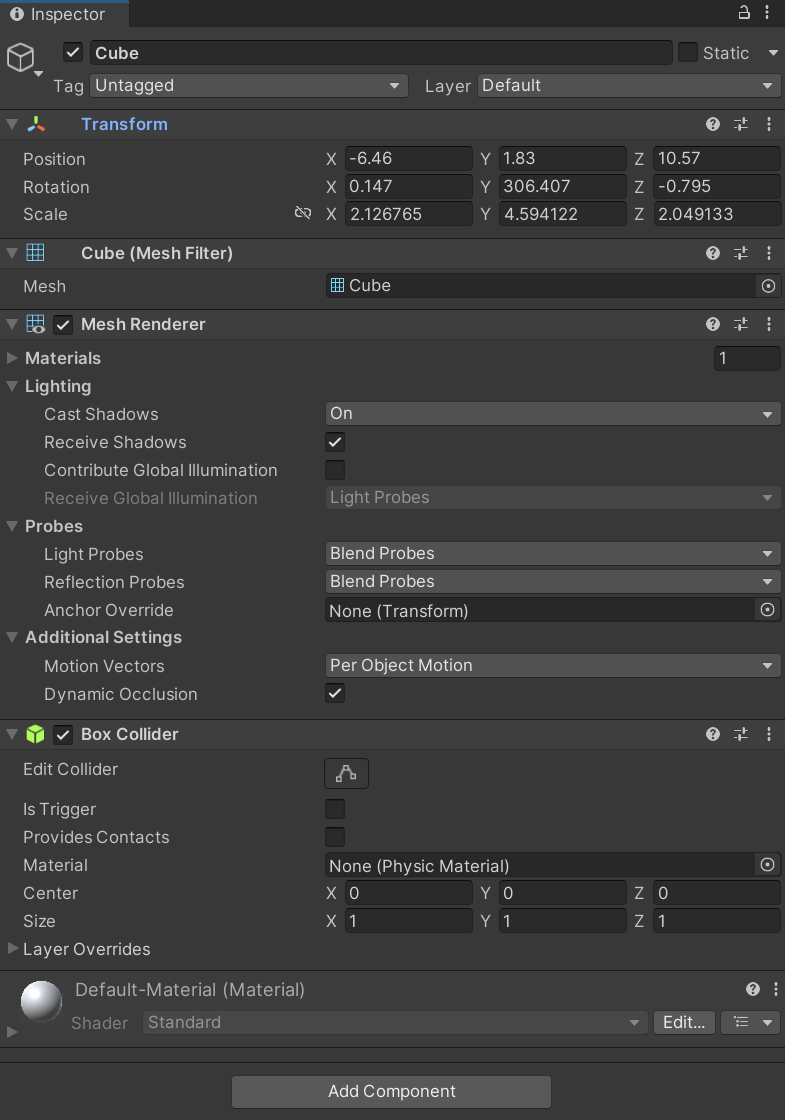 Inspector
Cube
Static
Tag Untagged Layer Default
Transform
Position X -6.46 Y 1.83 Z 10.57
Rotation X 0.147 Y 306.407 Z -0.795
Scale X 2.126765 Y 4.594122 Z 2.049133
Cube (Mesh Filter)
Mesh Cube
Mesh Renderer
Materials 1
Lighting
Cast Shadows On
Receive Shadows
Contribute Global Illumination
Receive Global Illumination Light Probes
Probes
Light Probes Blend Probes
Reflection Probes Blend Probes
Anchor Override None (Transform)
Additional Settings
Motion Vectors Per Object Motion
Dynamic Occlusion
Box Collider
Edit Collider
Is Trigger
Provides Contacts
Material None (Physic Material)
Center X 0 Y 0 Z 0
Size X 1 Y 1 Z 1
Layer Overrides
Default-Material (Material)
Shader Standard Edit...
Add Component